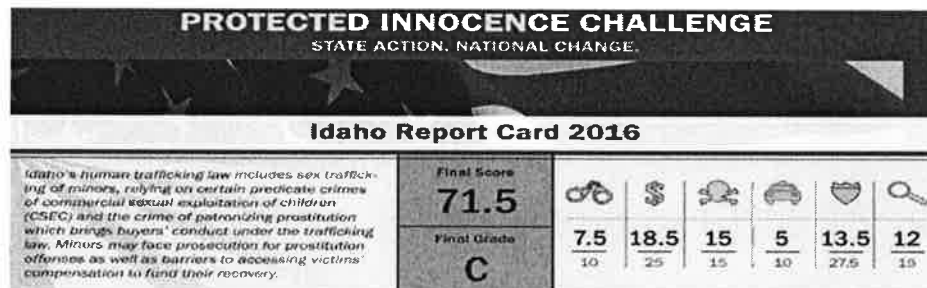 PROTECTED INNOCENCE CHALLENGE
STATE ACTION. NATIONAL CHANGE.
Idaho Report Card 2016
Idaho's human trafficking law includes sex traffick-
ing of minors, relying on certain predicate crimes
of commercial sexual exploitation of children
(CSEC) and the crime of patronizing prostitution
which brings buyers' conduct under the trafficking
law. Minors may face prosecution for prostitution
offenses as well as barriers to accessing victims'
compensation to fund their recovery.
Final Score
71.5
Final Grade
C
$
7.5 18.5 15 5 13.5 12
10 25 15 10 27.5 15